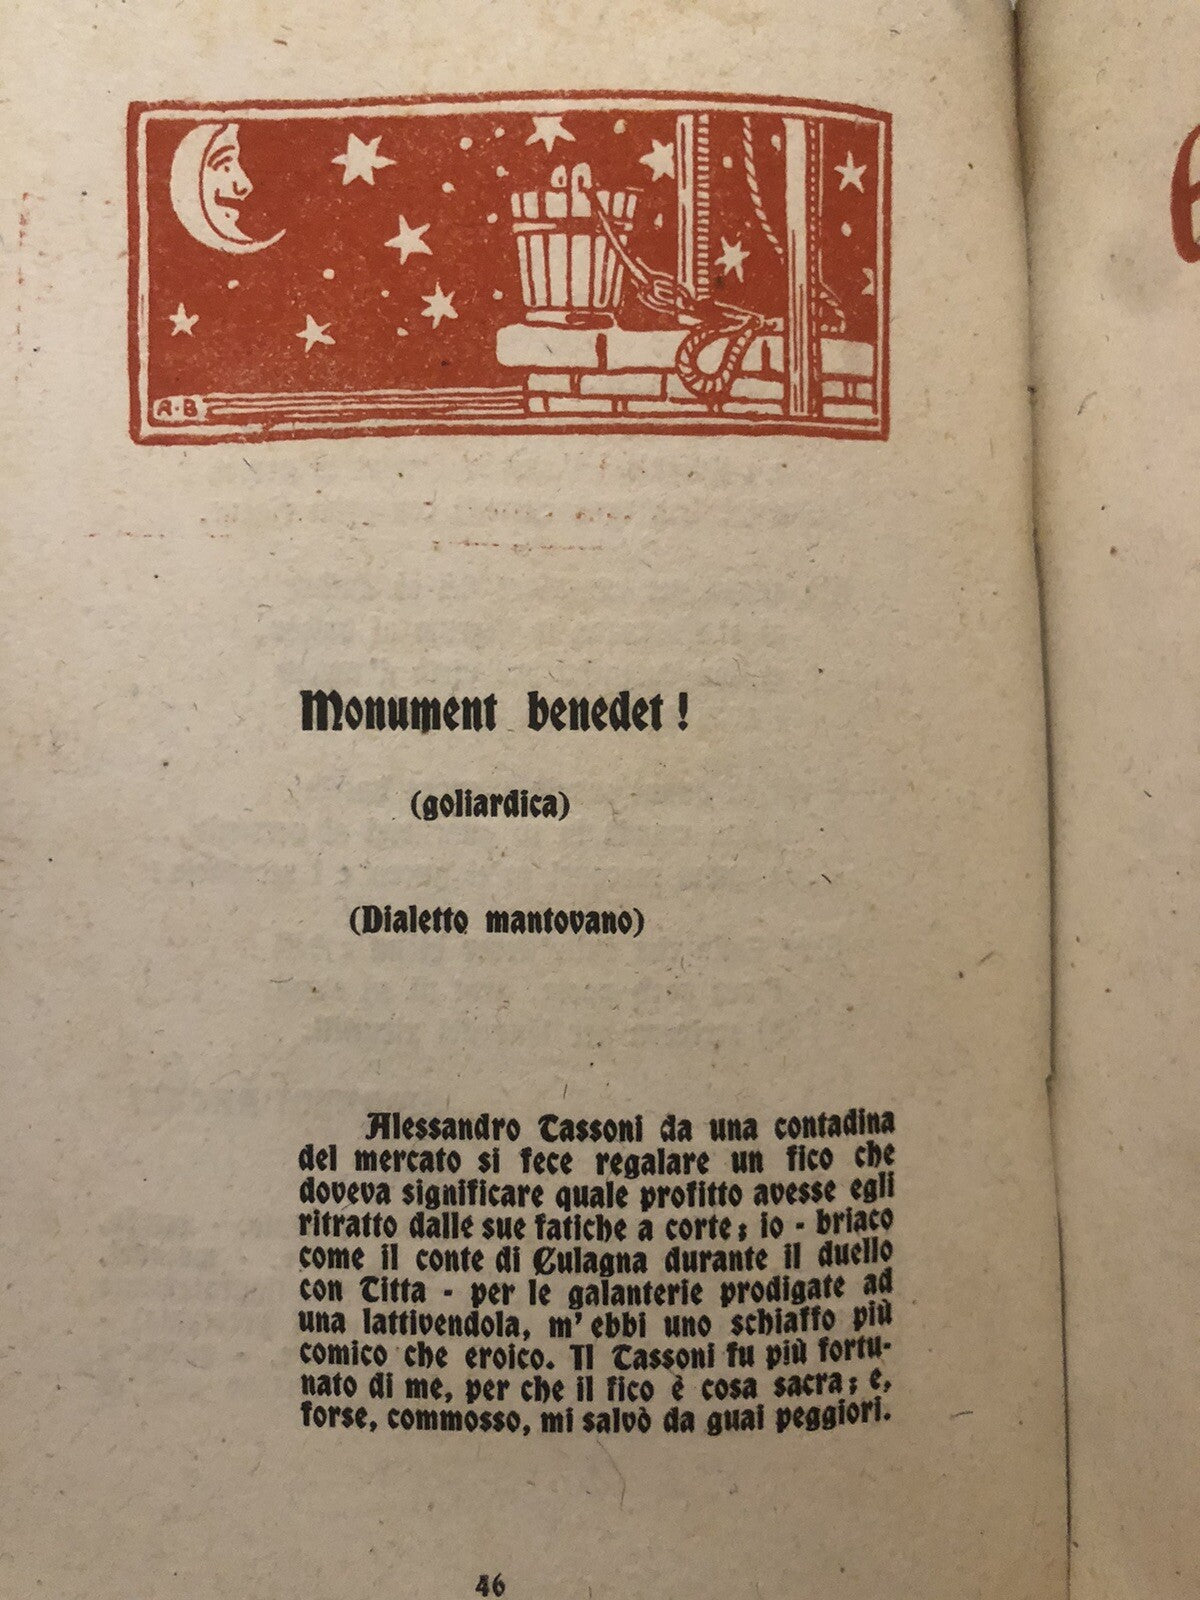 R·B
Monument benedet !
(goliardica)
(Dialetto mantovano)
Alessandro Tassoni da una contadina
del mercato si fece regalare un fico che
doveva significare quale profitto avesse egli
ritratto dalle sue fatiche a corte; io - briaco
come il conte di Culagna durante il duello
con Titta - per le galanterie prodigate ad
una lattivendola, m'ebbi uno schiaffo più
comico che eroico. Il Tassoni fu più fortu-
nato di me, per che il fico è cosa sacra; e,
forse, commosso, mi salvò da guai peggiori.
46